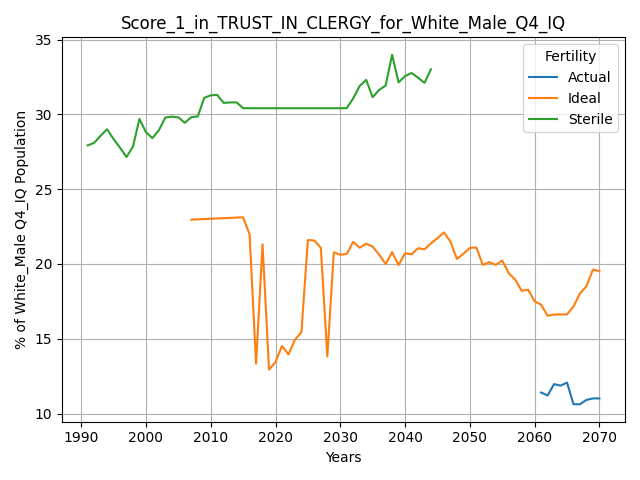 Score_1_in_TRUST_IN_CLERGY_for_White_Male_Q4_IQ
% of White_Male Q4_IQ Population
35
30
25
20
15
10
Fertility
Actual
Ideal
Sterile
1990 2000 2010 2020 2030 2040 2050 2060 2070
Years